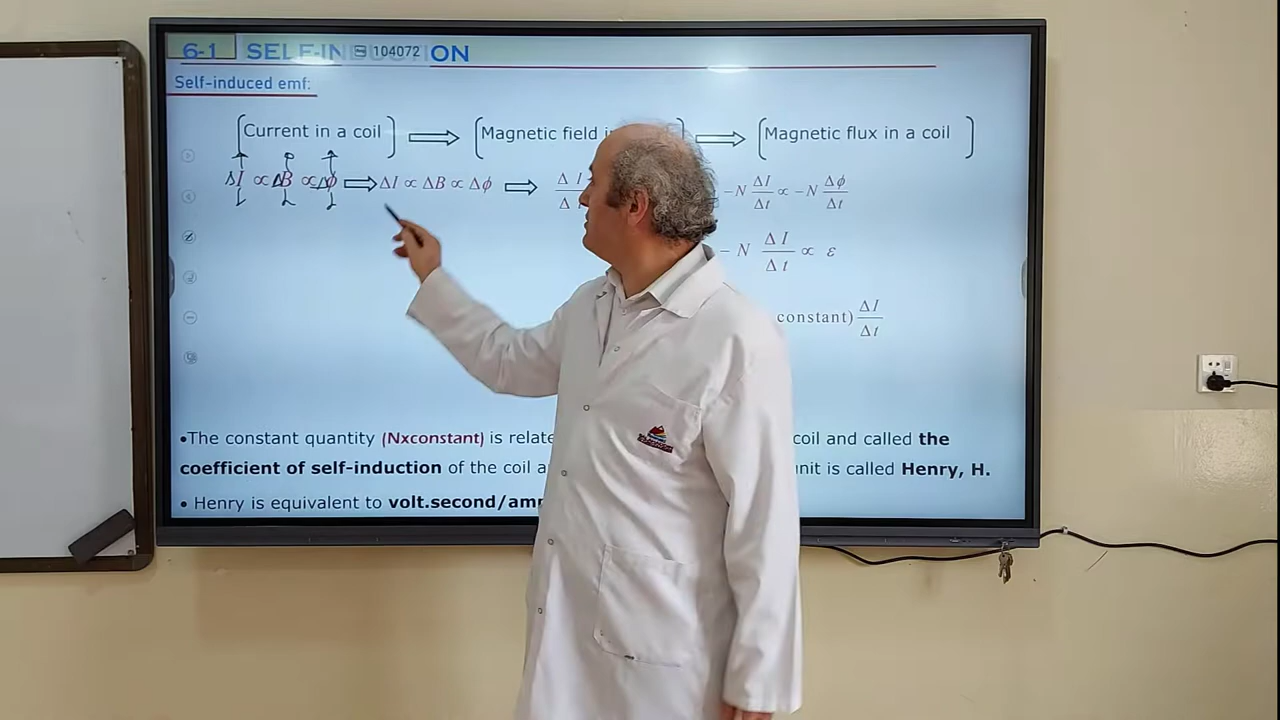 6-1 SELF-IN 104072 ON
Self-induced emf:
Current in a coil ⟹ Magnetic field i ⟹ Magnetic flux in a coil
ΔI ∝ ΔB ∝ Δϕ ⟹ ΔI ∝ ΔB ∝ Δϕ ⟹ ΔI/Δ −N ΔI/Δt ∝ −N Δϕ/Δt
− N ΔI/Δt ∝ ε
constant) ΔI/Δt
•The constant quantity (Nxconstant) is relate coil and called the
coefficient of self-induction of the coil a unit is called Henry, H.
• Henry is equivalent to volt.second/am